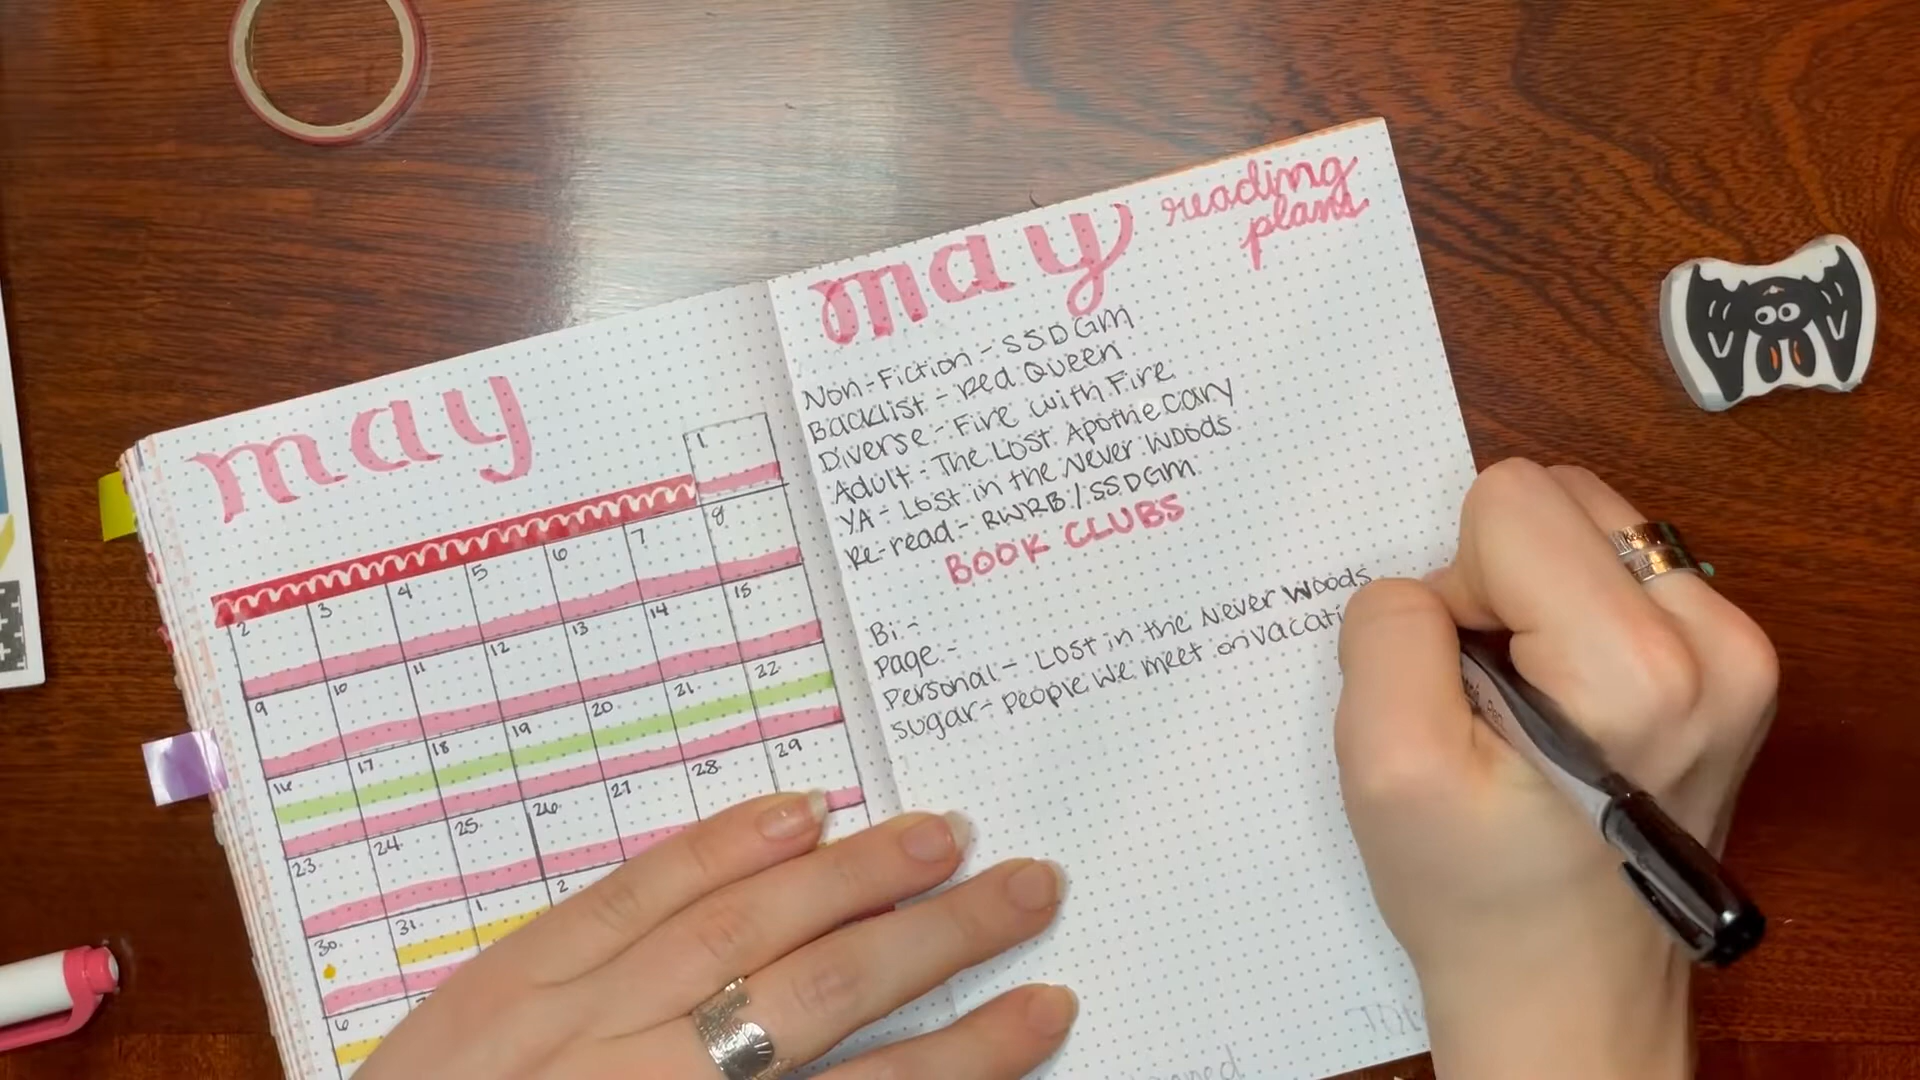 may
1
2 3 4 5 6 7 8
9 10 11 12 13 14 15
16 17 18 19 20 21 22
23 24 25 26 27 28 29
30 31 1 2
6
may reading plans
Non-Fiction - SSDGM
Backlist - Red Queen
Diverse - Fire with Fire
Adult - The Lost Apothecary
YA - Lost in the Never Woods
Re-read - RWRB / SSDGM
BOOK CLUBS
Bi -
Page -
Personal - Lost in the Never Woods
Sugar - People We meet on vacati